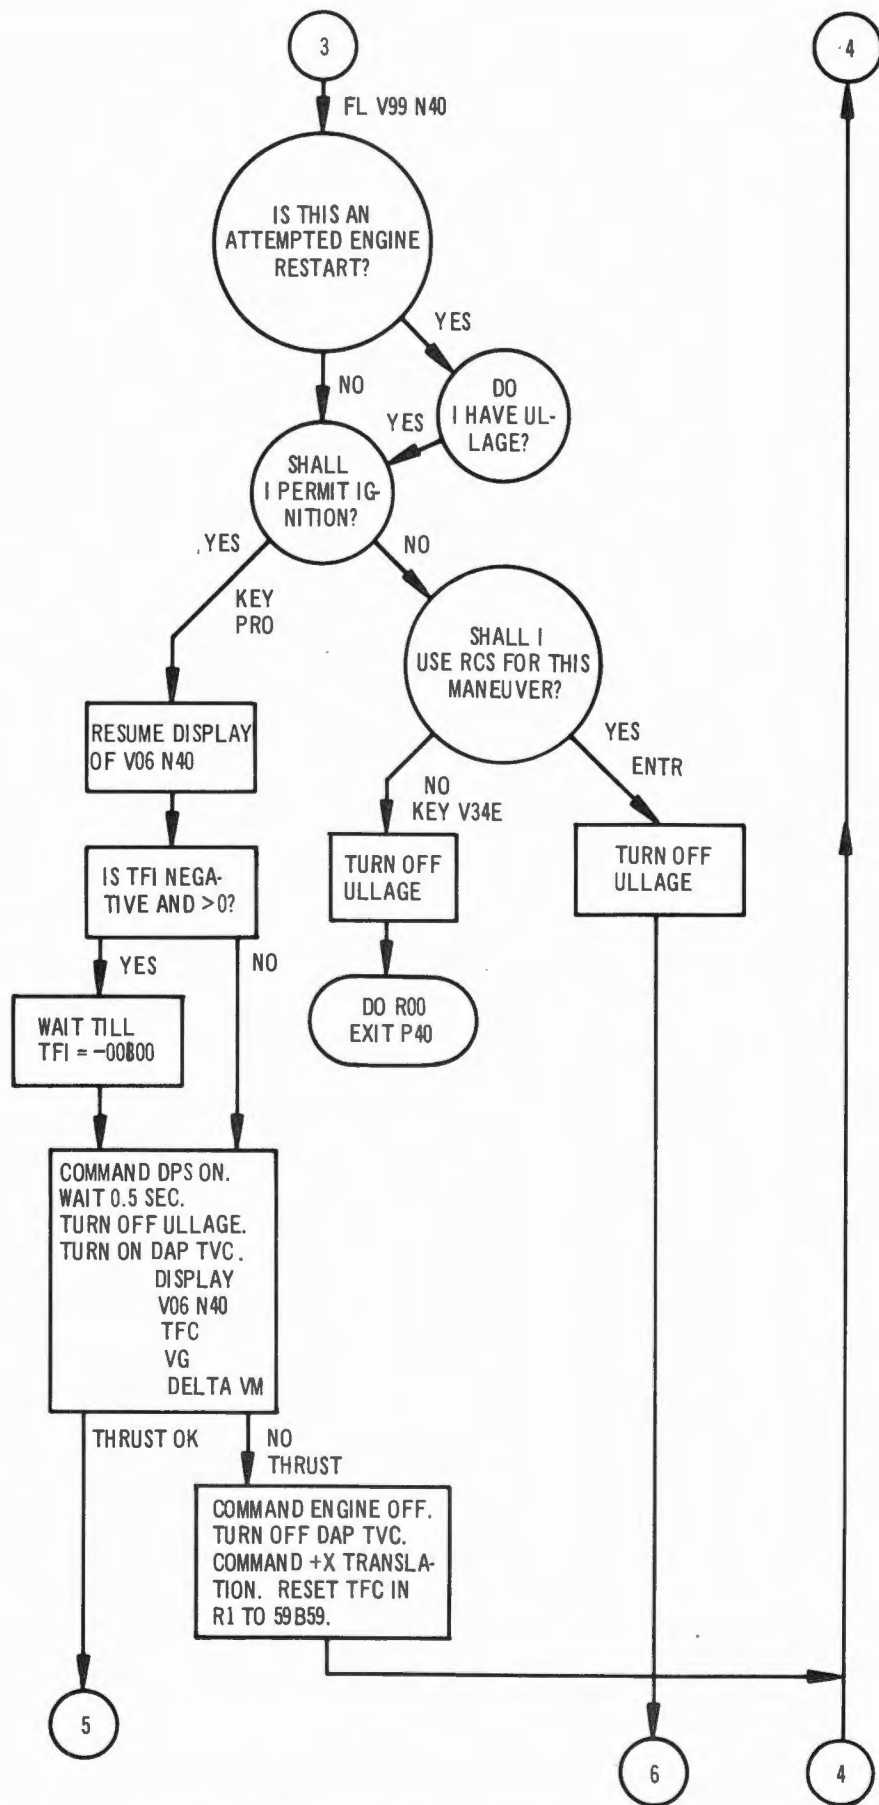 3
4
FL V99 N40
IS THIS AN
ATTEMPTED ENGINE
RESTART?
YES
NO
DO
I HAVE UL-
LAGE?
YES
SHALL
I PERMIT IG-
NITION?
YES
NO
KEY
PRO
SHALL I
USE RCS FOR THIS
MANEUVER?
RESUME DISPLAY
OF V06 N40
YES
ENTR
NO
KEY V34E
IS TFI NEGA-
TIVE AND >0?
TURN OFF
ULLAGE
TURN OFF
ULLAGE
YES
NO
WAIT TILL
DO R00
EXIT P40
COMMAND DPS ON.
WAIT 0.5 SEC.
TURN OFF ULLAGE.
TURN ON DAP TVC.
DISPLAY
V06 N40
TFC
VG
DELTA VM
THRUST OK
NO
THRUST
COMMAND ENGINE OFF.
TURN OFF DAP TVC.
COMMAND +X TRANSLA-
TION. RESET TFC IN
R1 TO 59B59.
5
6
4